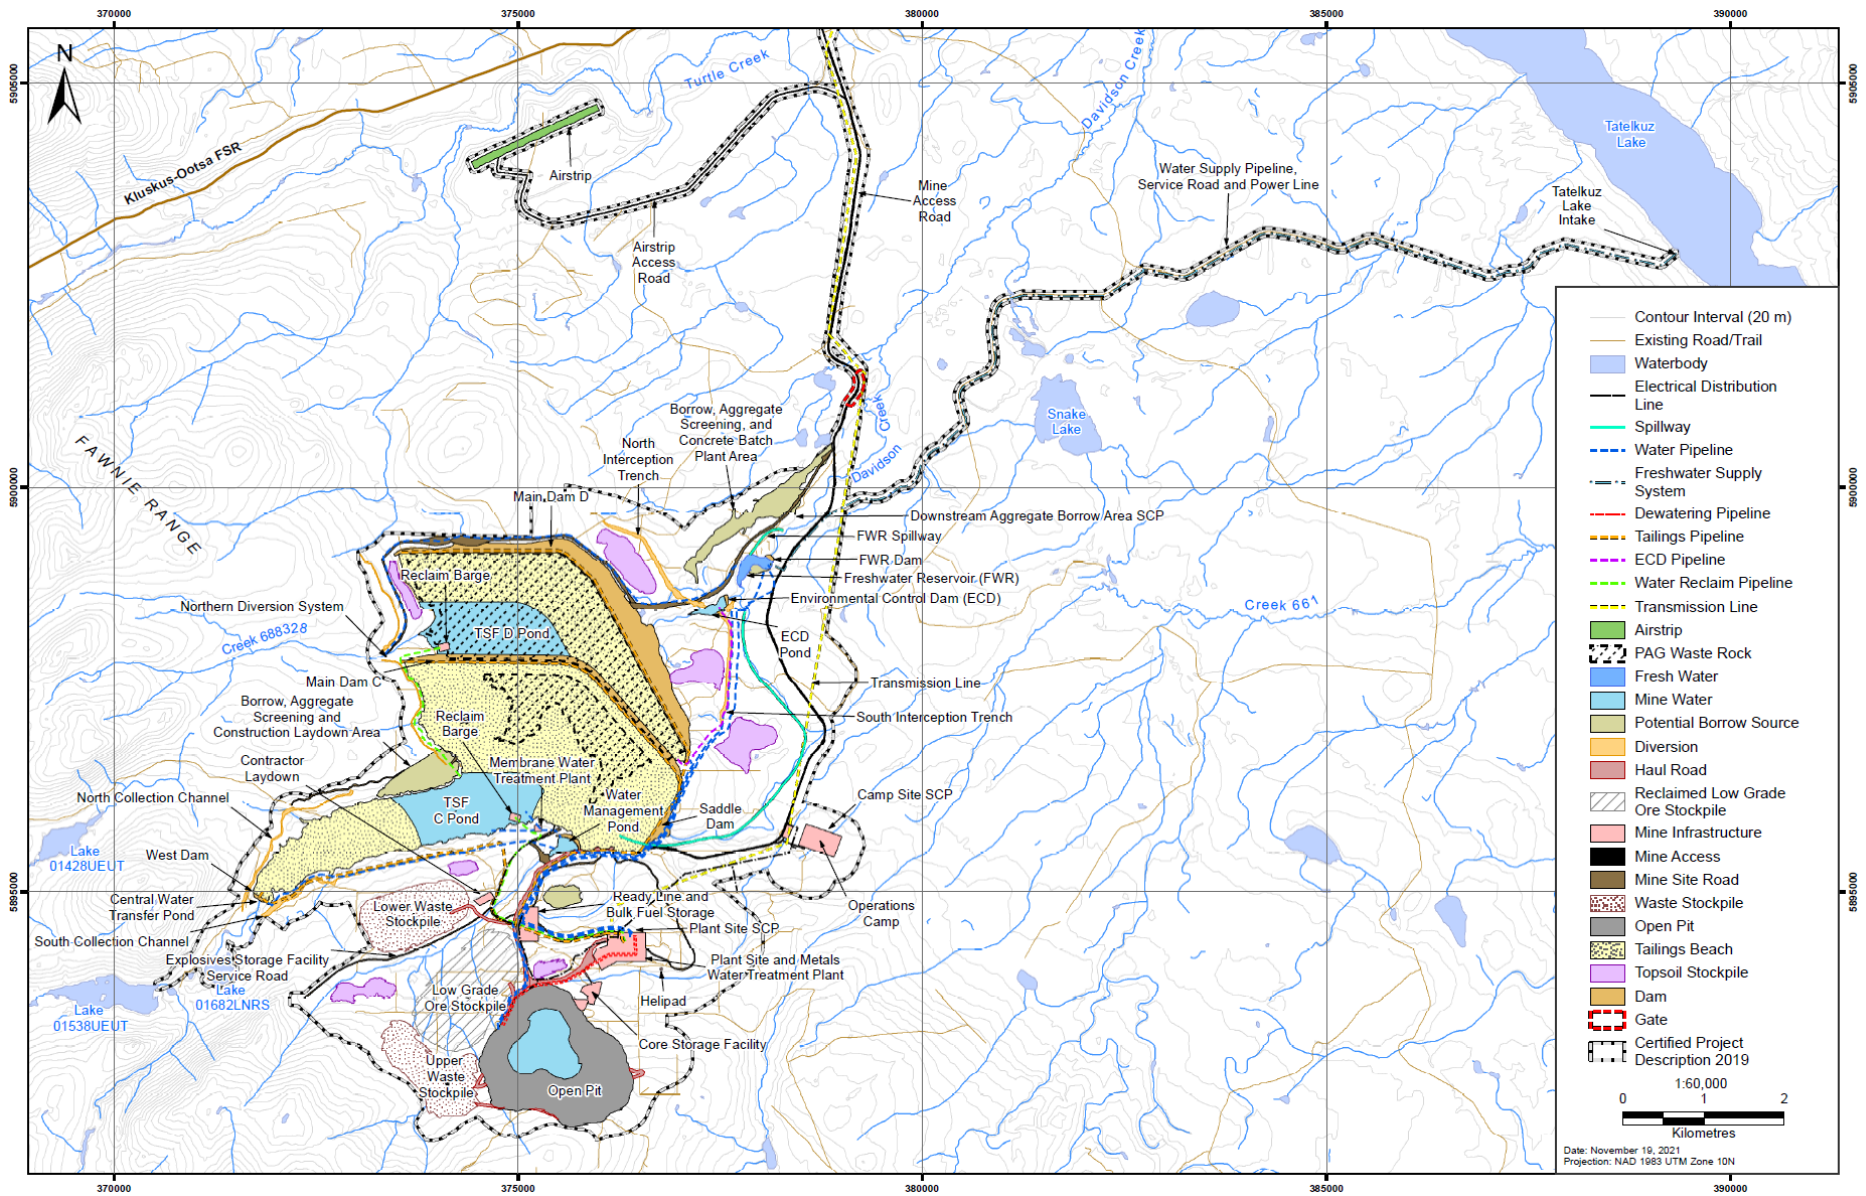 370000
375000
380000
385000
390000
5905000
5905000
N
Turtle Creek
Davidson Creek
Tatelkuz
Lake
Kluskus-Ootsa FSR
Airstrip
Mine
Access
Road
Water Supply Pipeline,
Service Road and Power Line
Tatelkuz
Lake
Intake
Airstrip
Access
Road
FAWNIE RANGE
Borrow, Aggregate
Screening, and
Concrete Batch
Plant Area
North
Interception
Trench
Creek
Davidson
Snake
Lake
5900000
5900000
Main Dam D
Downstream Aggregate Borrow Area SCP
FWR Spillway
FWR Dam
Freshwater Reservoir (FWR)
Environmental Control Dam (ECD)
Reclaim Barge
Northern Diversion System
Creek 688328
TSF D Pond
ECD
Pond
Creek 661
Main Dam C
Transmission Line
Borrow, Aggregate
Screening and
Construction Laydown Area
Reclaim
Barge
South Interception Trench
Contractor
Laydown
Membrane Water
Treatment Plant
North Collection Channel
TSF
C Pond
Water
Management
Pond
Saddle
Dam
Camp Site SCP
Lake
01428UEUT
West Dam
5895000
5895000
Central Water
Transfer Pond
Lower Waste
Stockpile
Ready Line and
Bulk Fuel Storage
Operations
Camp
South Collection Channel
Plant Site SCP
Explosives Storage Facility
Service Road
Plant Site and Metals
Water Treatment Plant
Lake
01682LNRS
Lake
01538UEUT
Low Grade
Ore Stockpile
Helipad
Core Storage Facility
Upper
Waste
Stockpile
Open Pit
Contour Interval (20 m)
Existing Road/Trail
Waterbody
Electrical Distribution
Line
Spillway
Water Pipeline
Freshwater Supply
System
Dewatering Pipeline
Tailings Pipeline
ECD Pipeline
Water Reclaim Pipeline
Transmission Line
Airstrip
PAG Waste Rock
Fresh Water
Mine Water
Potential Borrow Source
Diversion
Haul Road
Reclaimed Low Grade
Ore Stockpile
Mine Infrastructure
Mine Access
Mine Site Road
Waste Stockpile
Open Pit
Tailings Beach
Topsoil Stockpile
Dam
Gate
Certified Project
Description 2019
1:60,000
0 1 2
Kilometres
Date: November 19, 2021
Projection: NAD 1983 UTM Zone 10N
370000
375000
380000
385000
390000